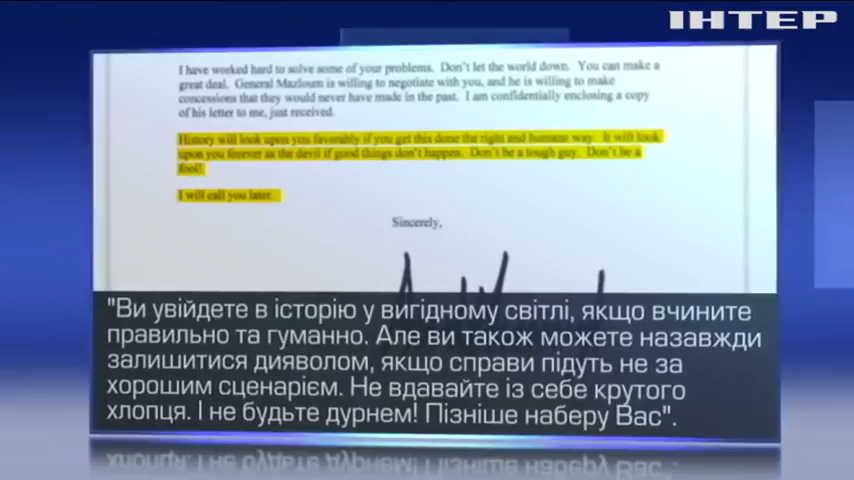 ІНТЕР
I have worked hard to solve some of your problems. Don't let the world down. You can make a
great deal. General Mazloum is willing to negotiate with you, and he is willing to make
concessions that they would never have made in the past. I am confidentially enclosing a copy
of his letter to me, just received.
History will look upon you favorably if you get this done the right and humane way. It will look
upon you forever as the devil if good things don't happen. Don't be a tough guy. Don't be a
fool!
I will call you later.
Sincerely,
"Ви увійдете в історію у вигідному світлі, якщо вчините
правильно та гуманно. Але ви також можете назавжди
залишитися дияволом, якщо справи підуть не за
хорошим сценарієм. Не вдавайте із себе крутого
хлопця. І не будьте дурнем! Пізніше наберу Вас".